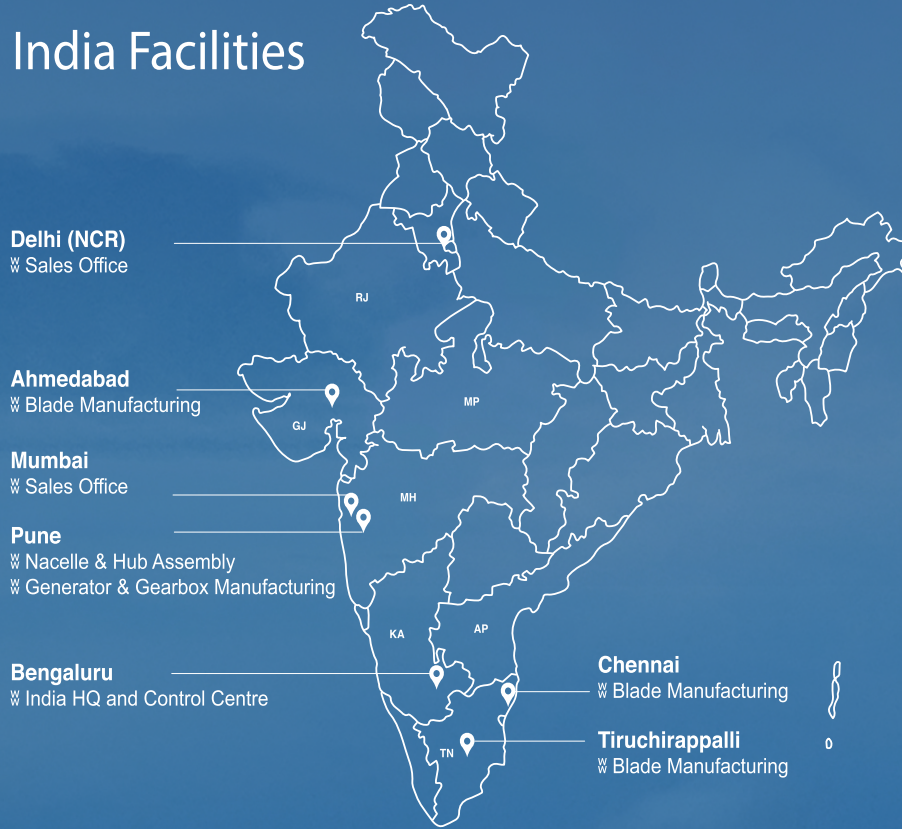 India Facilities
Delhi (NCR)
Sales Office
RJ
Ahmedabad
Blade Manufacturing
MP
GJ
Mumbai
Sales Office
MH
Pune
Nacelle & Hub Assembly
Generator & Gearbox Manufacturing
KA
AP
Bengaluru
India HQ and Control Centre
Chennai
Blade Manufacturing
TN
Tiruchirappalli
Blade Manufacturing